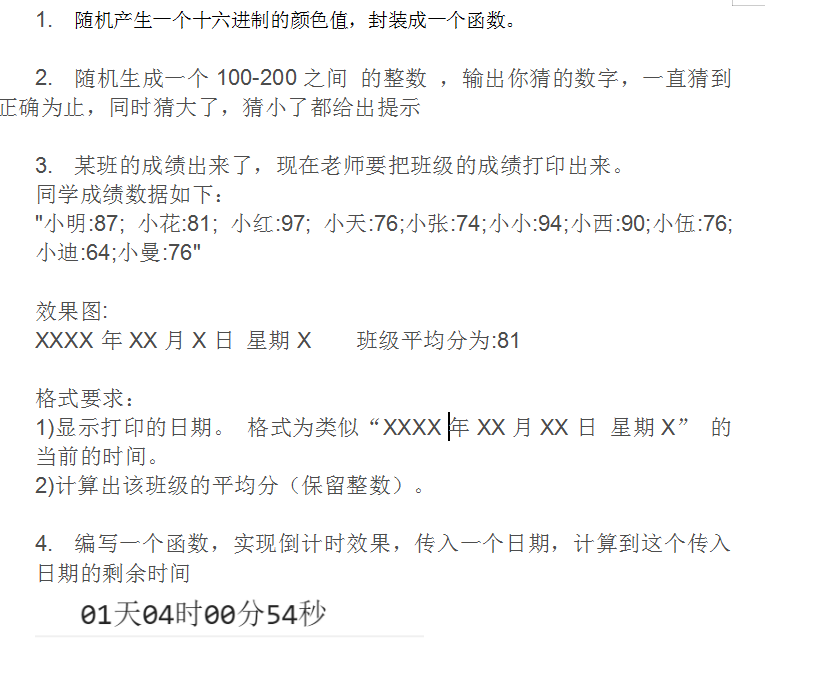 1. 随机产生一个十六进制的颜色值，封装成一个函数。
2. 随机生成一个 100-200 之间 的整数 ，输出你猜的数字，一直猜到
正确为止，同时猜大了，猜小了都给出提示
3. 某班的成绩出来了，现在老师要把班级的成绩打印出来。
同学成绩数据如下：
"小明:87; 小花:81; 小红:97; 小天:76;小张:74;小小:94;小西:90;小伍:76;
小迪:64;小曼:76"
效果图:
XXXX 年 XX 月 X 日 星期 X 班级平均分为:81
格式要求：
1)显示打印的日期。 格式为类似“XXXX 年 XX 月 XX 日 星期 X” 的
当前的时间。
2)计算出该班级的平均分（保留整数）。
4. 编写一个函数，实现倒计时效果，传入一个日期，计算到这个传入
日期的剩余时间
01天04时00分54秒